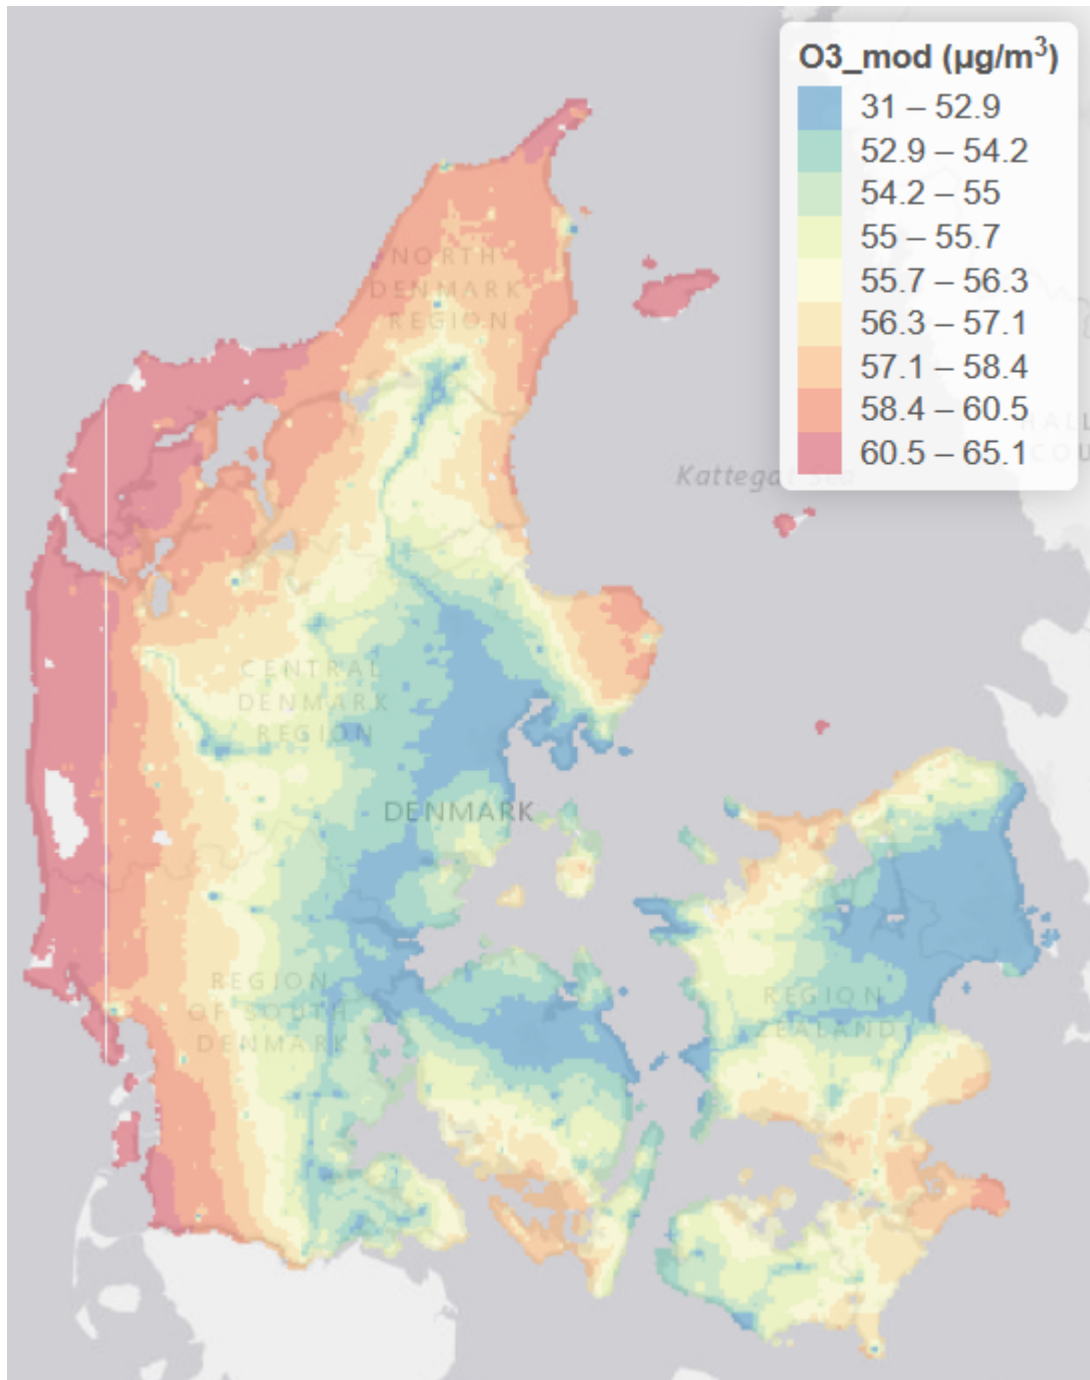 O3_mod (µg/m³)
31 – 52.9
52.9 – 54.2
54.2 – 55
55 – 55.7
55.7 – 56.3
56.3 – 57.1
57.1 – 58.4
58.4 – 60.5
60.5 – 65.1
NORTH
DENMARK
REGION
Kattegat Sea
CENTRAL
DENMARK
REGION
DENMARK
REGION
OF SOUTH
DENMARK
REGION
ZEALAND